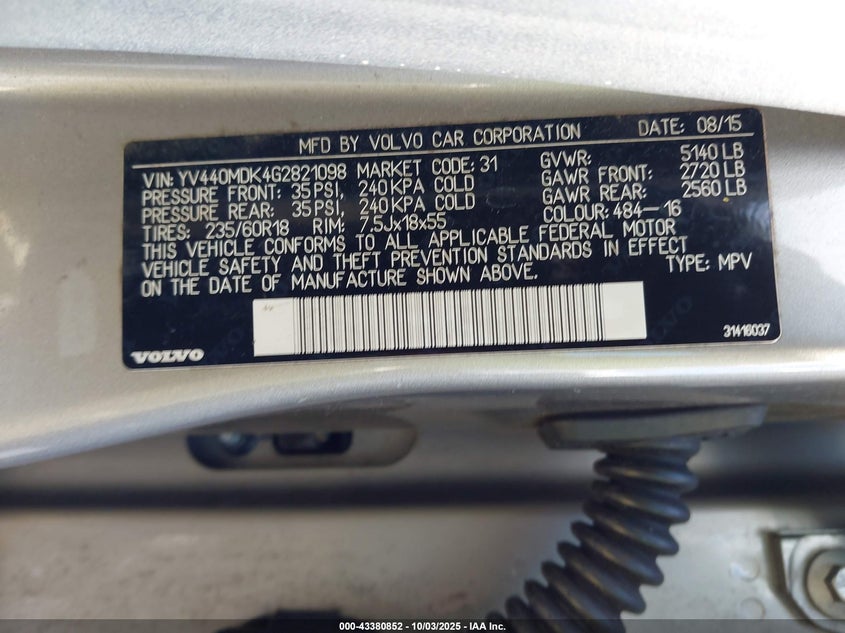 MFD BY VOLVO CAR CORPORATION DATE: 08/15
VIN: YV440MDK4G2821098 MARKET CODE: 31 GVWR: 5140 LB
PRESSURE FRONT: 35 PSI, 240 KPA COLD GAWR FRONT: 2720 LB
PRESSURE REAR: 35 PSI, 240 KPA COLD GAWR REAR: 2560 LB
TIRES: 235/60R18 RIM: 7.5Jx18x55 COLOUR: 484-16
THIS VEHICLE CONFORMS TO ALL APPLICABLE FEDERAL MOTOR
VEHICLE SAFETY AND THEFT PREVENTION STANDARDS IN EFFECT
ON THE DATE OF MANUFACTURE SHOWN ABOVE. TYPE: MPV
VOLVO 31416037
000-43380852 - 10/03/2025 - IAA Inc.